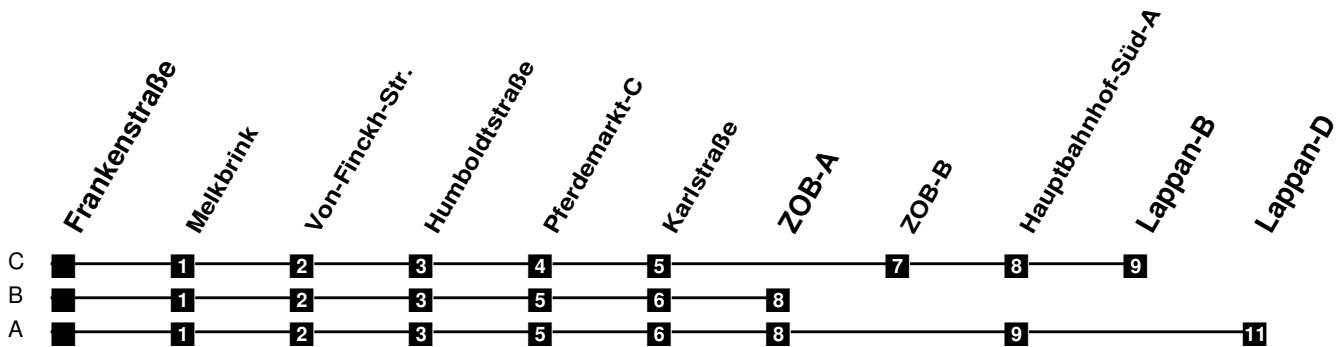 Frankenstraße
Melkbrink
Von-Finckh-Str.
Humboldtstraße
Pferdemarkt-C
Karlstraße
ZOB-A
ZOB-B
Hauptbahnhof-Süd-A
Lappan-B
Lappan-D
C 1 2 3 4 5 7 8 9
B 1 2 3 5 6 8
A 1 2 3 5 6 8 9 11